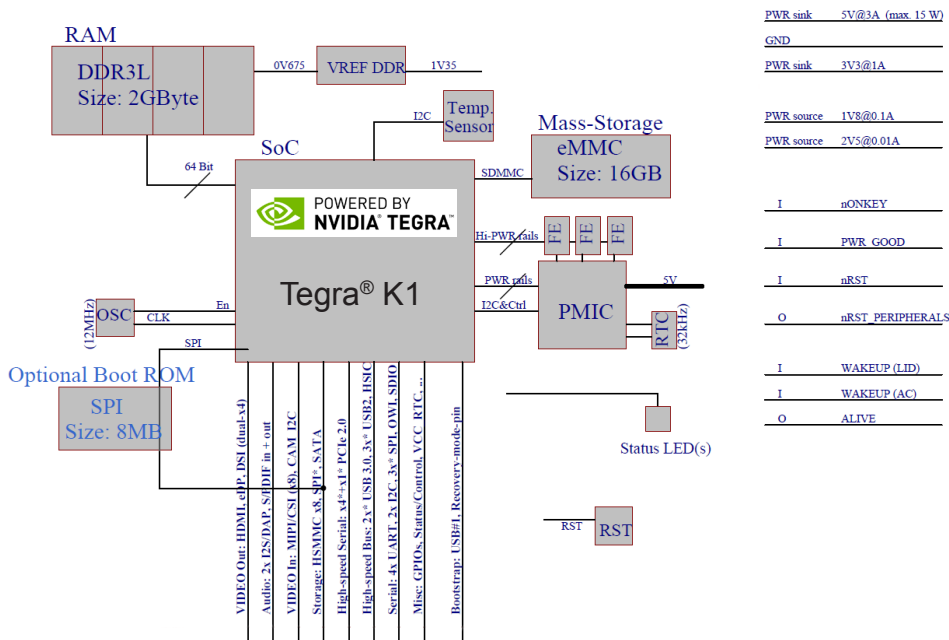 RAM
DDR3L
Size: 2GByte
0V675
VREF DDR
1V35
I2C
Temp.
Sensor
Mass-Storage
eMMC
Size: 16GB
SDMMC
SoC
64 Bit
POWERED BY
NVIDIA® TEGRA™
Tegra® K1
Hi-PWR rails
FE
FE
FE
PWR rails
I2C&Ctrl
PMIC
5V
RTC
(32kHz)
(12MHz)
OSC
En
CLK
SPI
Optional Boot ROM
SPI
Size: 8MB
VIDEO Out: HDMI, eDP, DSI (dual-x4)
Audio: 2x I2S/DAP, S/PDIF in + out
VIDEO In: MIPI/CSI (x8), CAM I2C
Storage: HSMMC x8, SPI*, SATA
High-speed Serial: x4*+x1* PCIe 2.0
High-speed Bus: 2x* USB 3.0, 3x* USB2, HSIC
Serial: 4x UART, 2x I2C, 3x* SPI, OWI, SDIO
Misc: GPIOs, Status/Control, VCC_RTC, ...
Bootstrap: USB#1, Recovery-mode-pin
Status LED(s)
RST
RST
PWR sink 5V@3A (max. 15 W)
GND
PWR sink 3V3@1A
PWR source 1V8@0.1A
PWR source 2V5@0.01A
I nONKEY
I PWR_GOOD
I nRST
O nRST_PERIPHERALS
I WAKEUP (LID)
I WAKEUP (AC)
O ALIVE